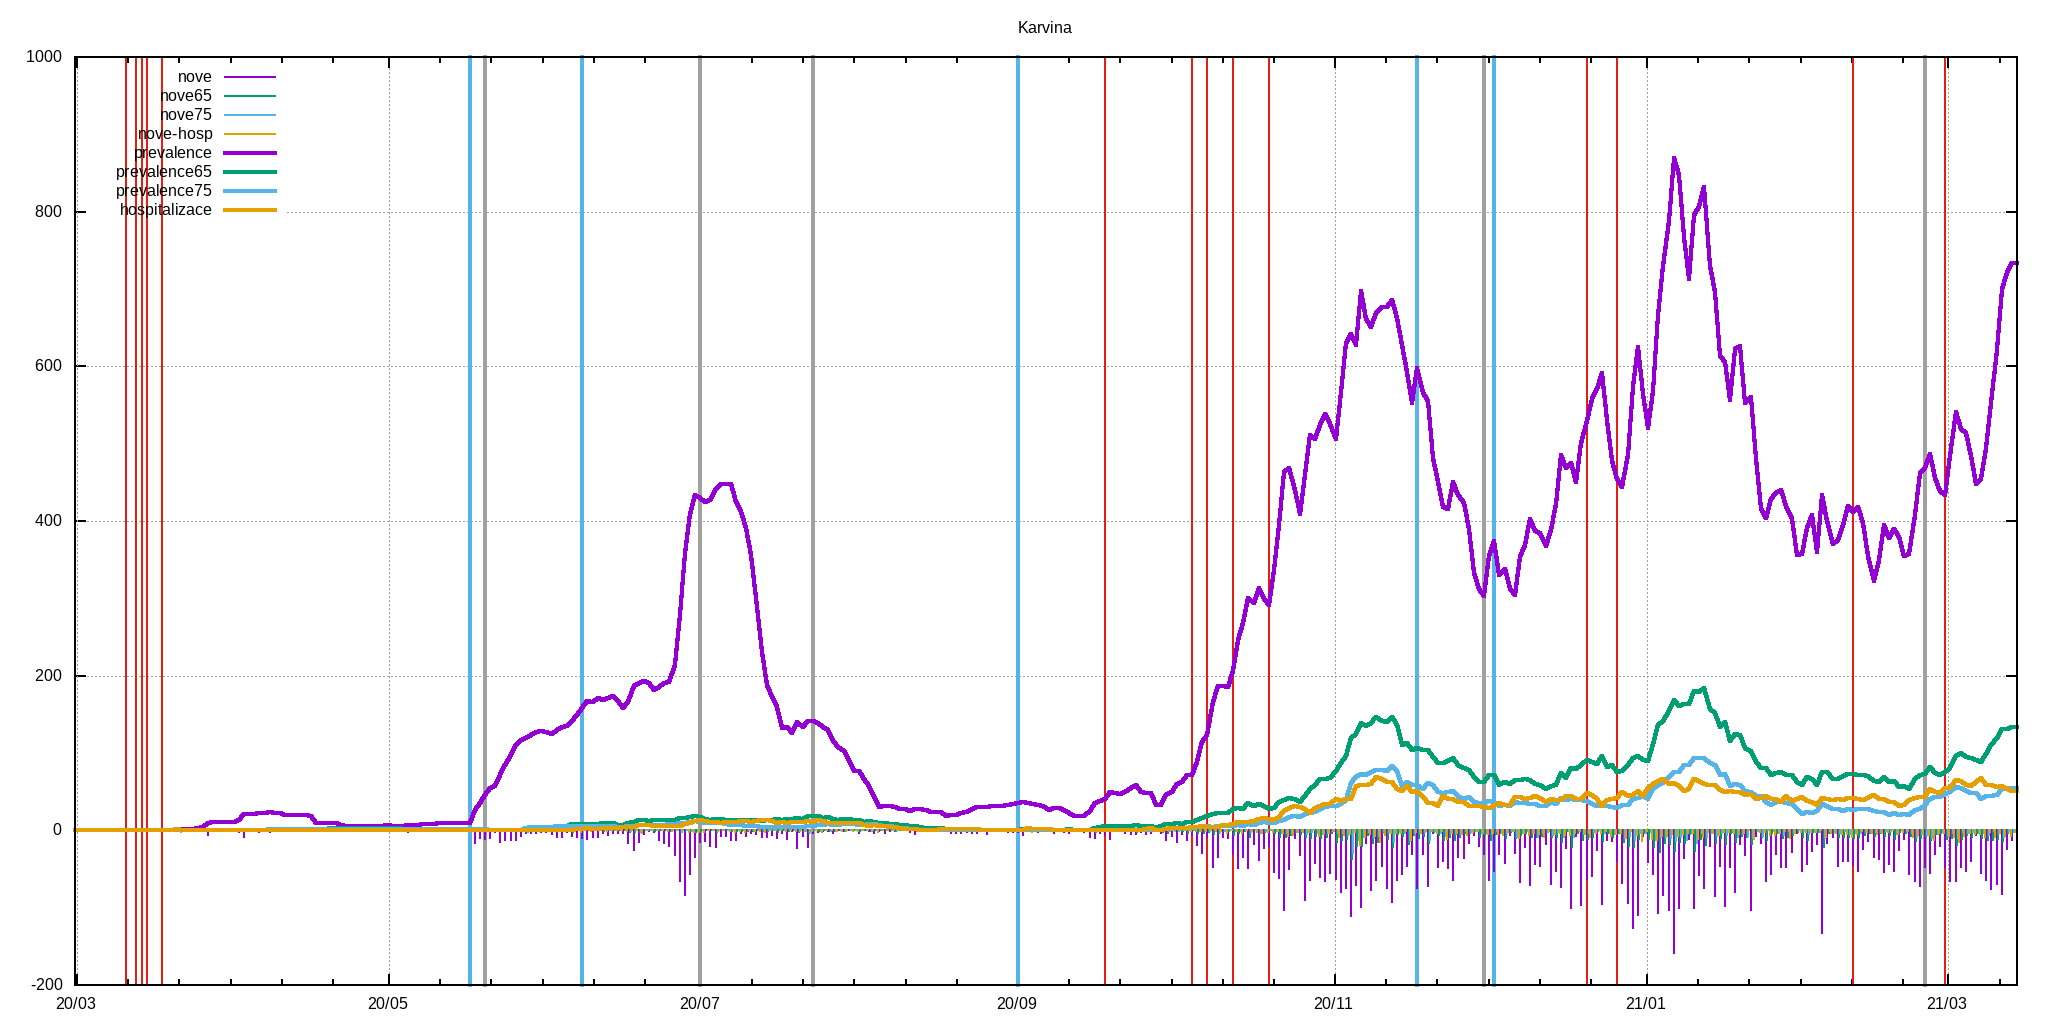 Karvina
1000
800
600
400
200
0
-200
nove
nove65
nove75
nove-hosp
prevalence
prevalence65
prevalence75
hospitalizace
20/03
20/05
20/07
20/09
20/11
21/01
21/03